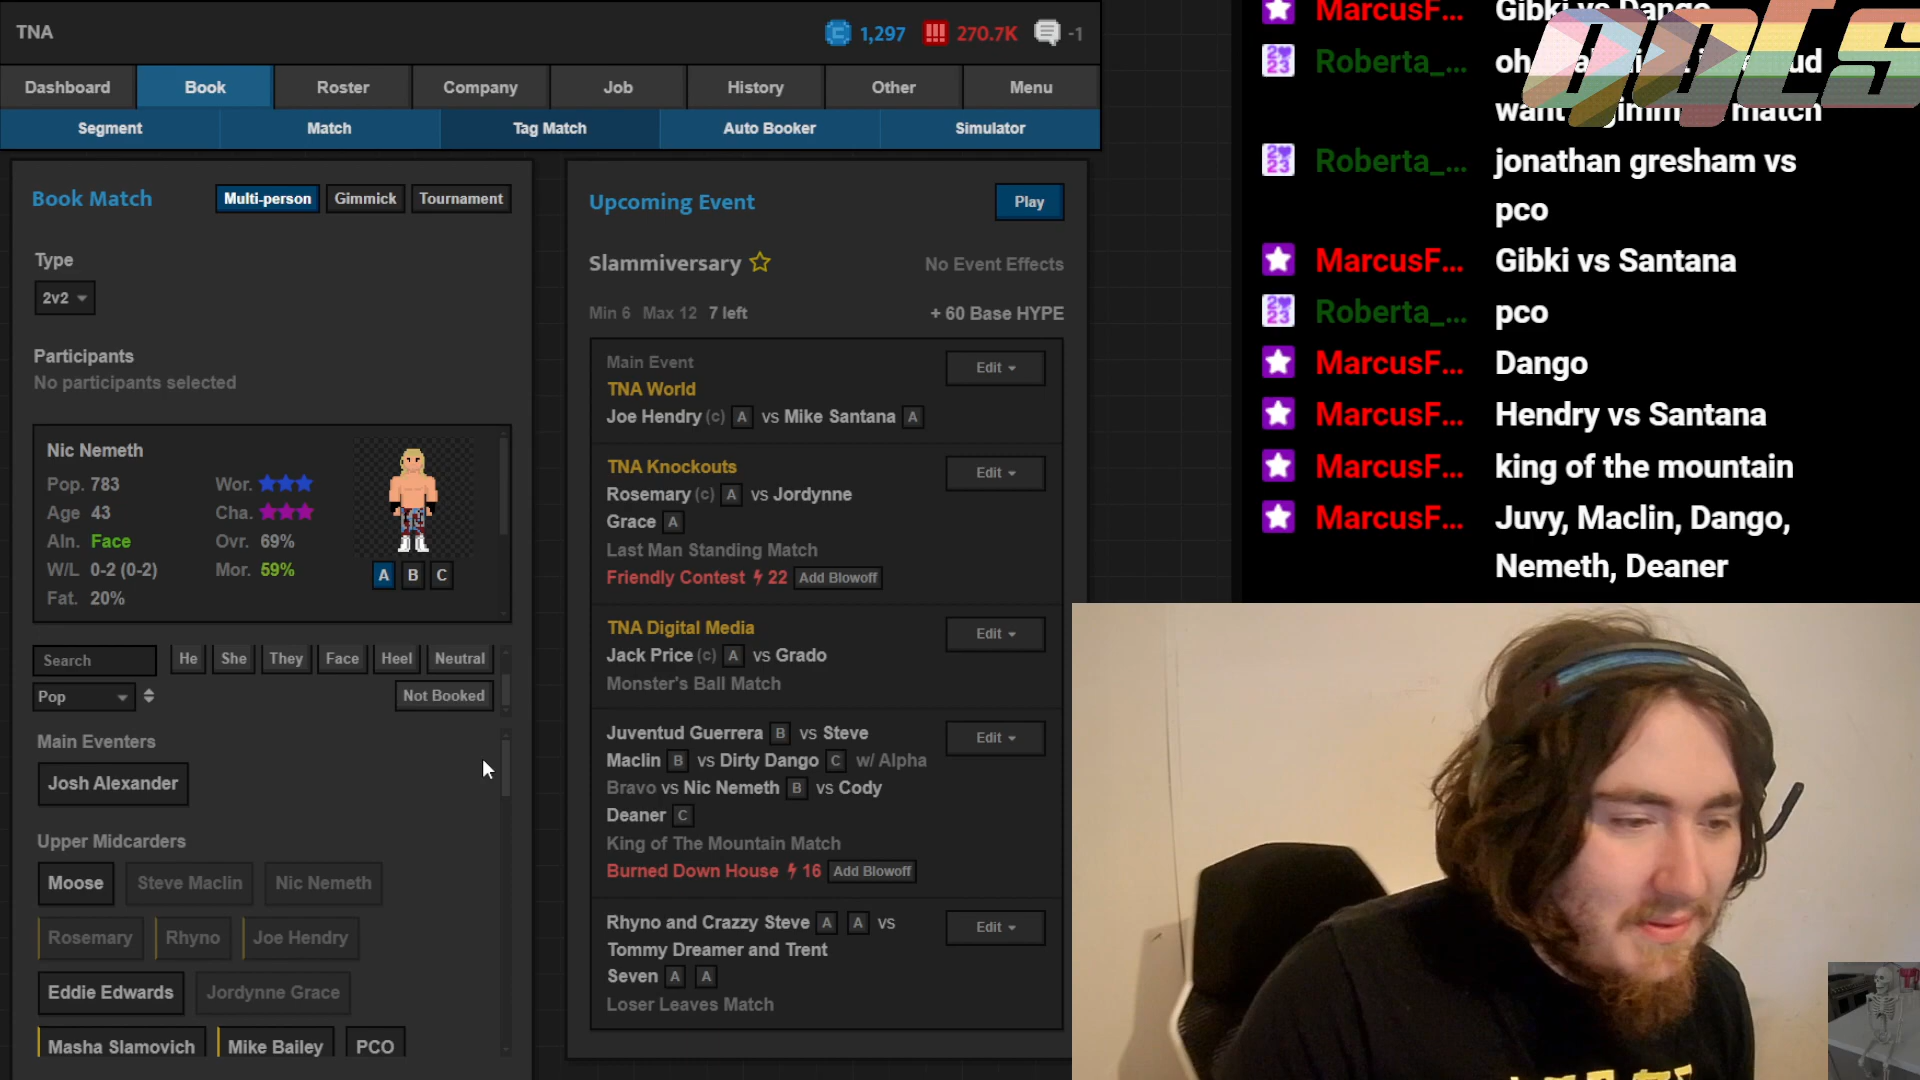 TNA
1,297
270.7K
-1
Dashboard
Book
Roster
Company
Job
History
Other
Menu
Segment
Match
Tag Match
Auto Booker
Simulator
Book Match
Multi-person
Gimmick
Tournament
Type
2v2
Participants
No participants selected
Nic Nemeth
Pop. 783
Wor.
Age 43
Cha.
Aln. Face
Ovr. 69%
W/L 0-2 (0-2)
Mor. 59%
Fat. 20%
A B C
Search
He
She
They
Face
Heel
Neutral
Pop
Not Booked
Main Eventers
Josh Alexander
Upper Midcarders
Moose
Steve Maclin
Nic Nemeth
Rosemary
Rhyno
Joe Hendry
Eddie Edwards
Jordynne Grace
Masha Slamovich
Mike Bailey
PCO
Upcoming Event
Play
Slammiversary
No Event Effects
Min 6 Max 12 7 left
+ 60 Base HYPE
Main Event
Edit
TNA World
Joe Hendry (c) A vs Mike Santana A
TNA Knockouts
Edit
Rosemary (c) A vs Jordynne
Grace A
Last Man Standing Match
Friendly Contest 22 Add Blowoff
TNA Digital Media
Edit
Jack Price (c) A vs Grado
Monster's Ball Match
Juventud Guerrera B vs Steve
Edit
Maclin B vs Dirty Dango C w/ Alpha
Bravo vs Nic Nemeth B vs Cody
Deaner C
King of The Mountain Match
Burned Down House 16 Add Blowoff
Rhyno and Crazzy Steve A A vs
Edit
Tommy Dreamer and Trent
Seven A A
Loser Leaves Match
MarcusF... Gibki vs Dango
Roberta_... oh
match
Roberta_... jonathan gresham vs
pco
MarcusF... Gibki vs Santana
Roberta_... pco
MarcusF... Dango
MarcusF... Hendry vs Santana
MarcusF... king of the mountain
MarcusF... Juvy, Maclin, Dango,
Nemeth, Deaner